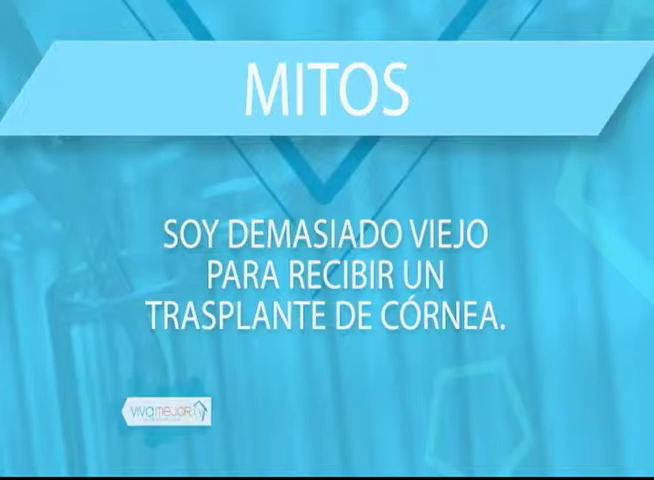 MITOS
SOY DEMASIADO VIEJO
PARA RECIBIR UN
TRASPLANTE DE CÓRNEA.
vivamejor